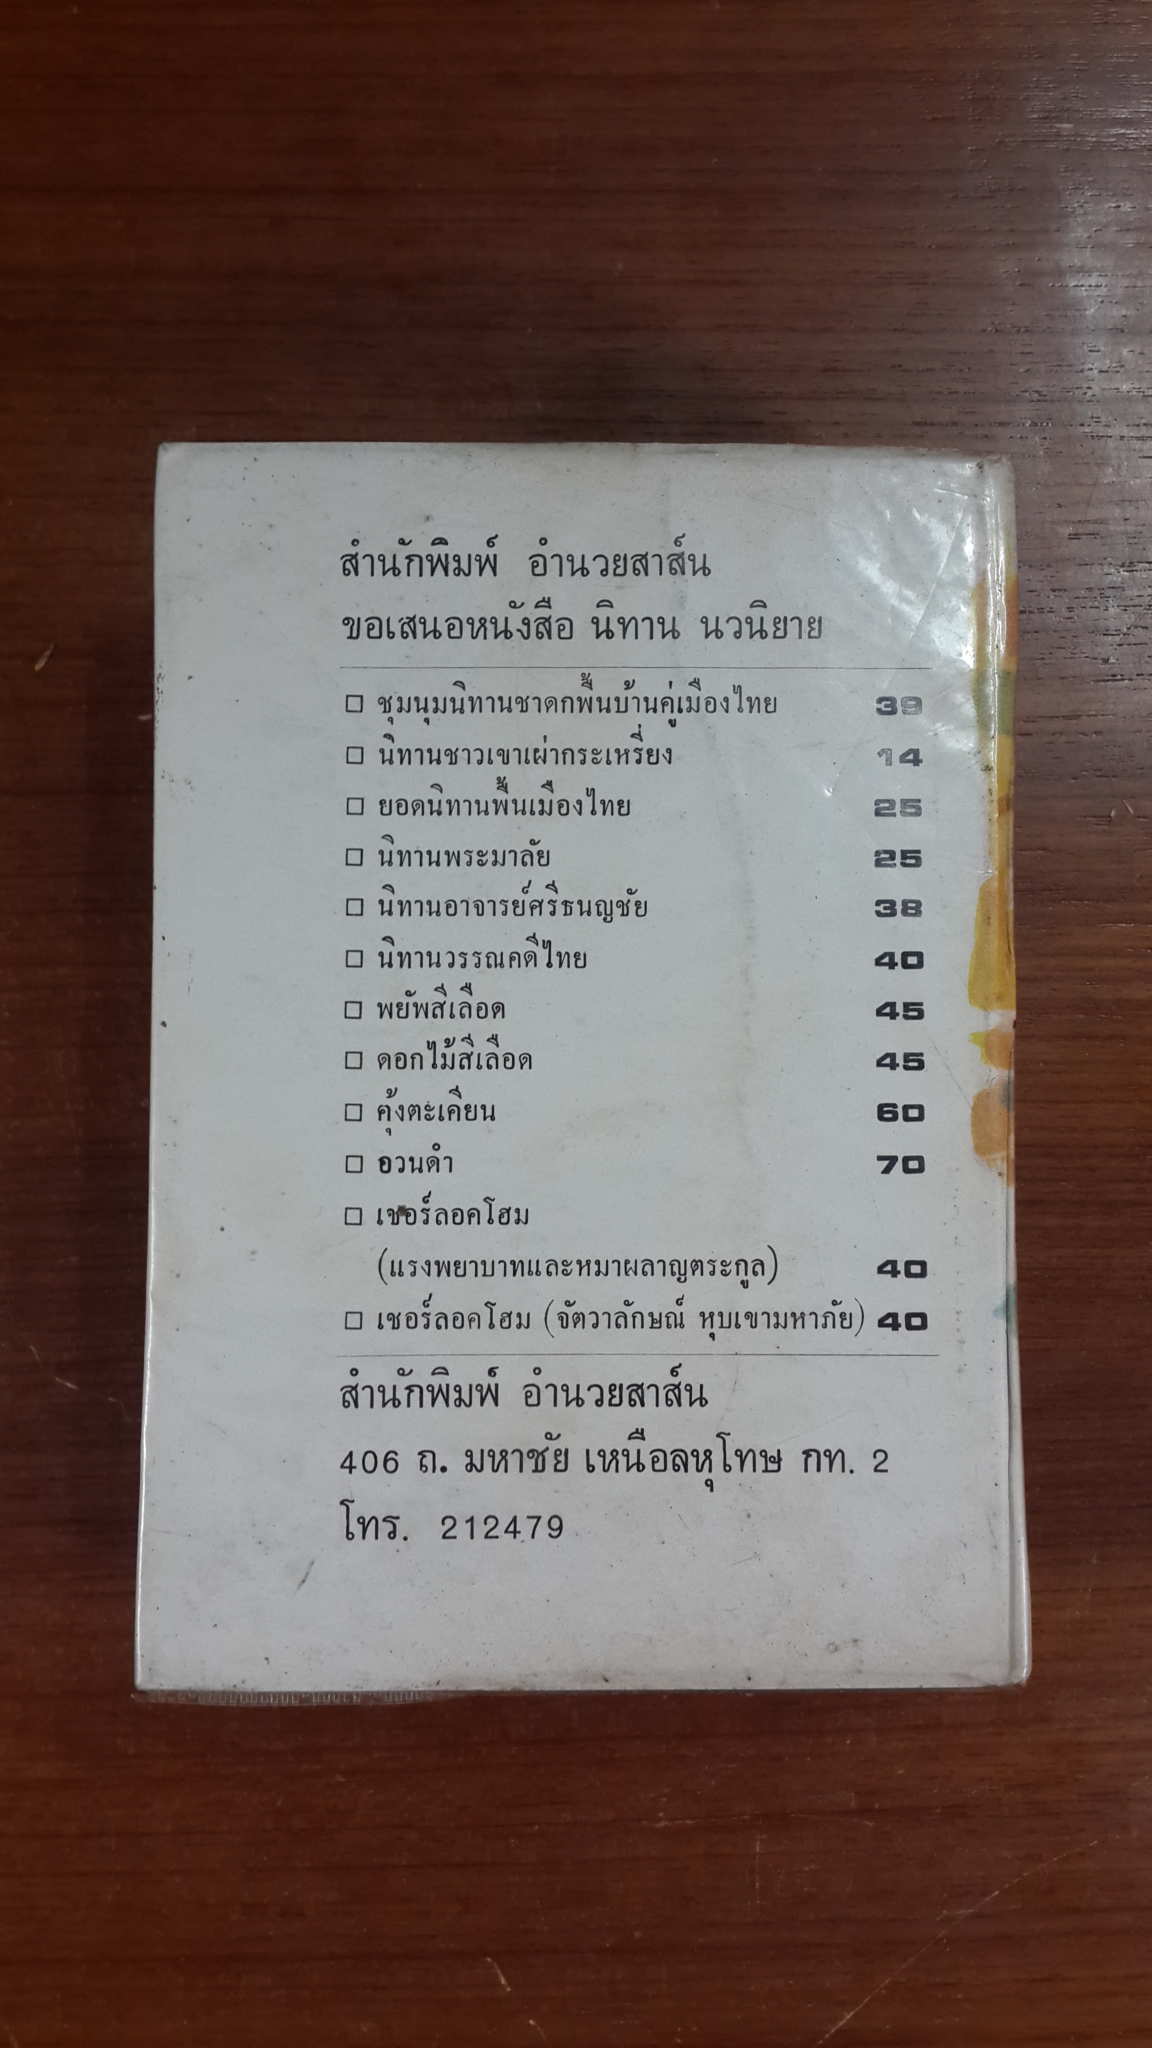 สำนักพิมพ์ อำนวยสาส์น
ขอเสนอหนังสือ นิทาน นวนิยาย
ชุมนุมนิทานชาดกพื้นบ้านคู่เมืองไทย 39
นิทานชาวเขาเผ่ากระเหรี่ยง 14
ยอดนิทานพื้นเมืองไทย 25
นิทานพระมาลัย 25
นิทานอาจารย์ศรีธนญชัย 38
นิทานวรรณคดีไทย 40
พยัพสีเลือด 45
ดอกไม้สีเลือด 45
คุ้งตะเคียน 60
อวนดำ 70
เชอร์ลอคโฮม
(แรงพยาบาทและหมาผลาญตระกูล) 40
เชอร์ลอคโฮม (จัตวาลักษณ์ หุบเขามหาภัย) 40
สำนักพิมพ์ อำนวยสาส์น
406 ถ. มหาชัย เหนือลหุโทษ กท. 2
โทร. 212479